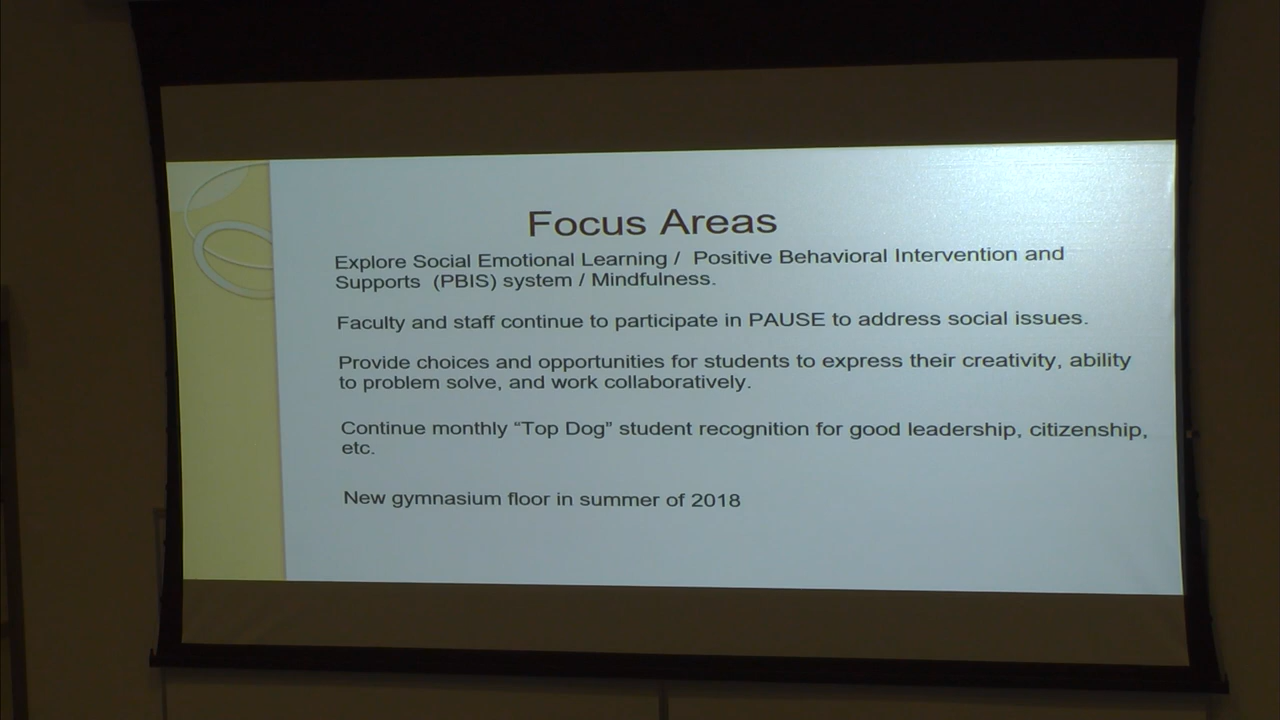 Focus Areas
Explore Social Emotional Learning /  Positive Behavioral Intervention and
Supports  (PBIS) system / Mindfulness.
Faculty and staff continue to participate in PAUSE to address social issues.
Provide choices and opportunities for students to express their creativity, ability
to problem solve, and work collaboratively.
Continue monthly “Top Dog” student recognition for good leadership, citizenship,
etc.
New gymnasium floor in summer of 2018